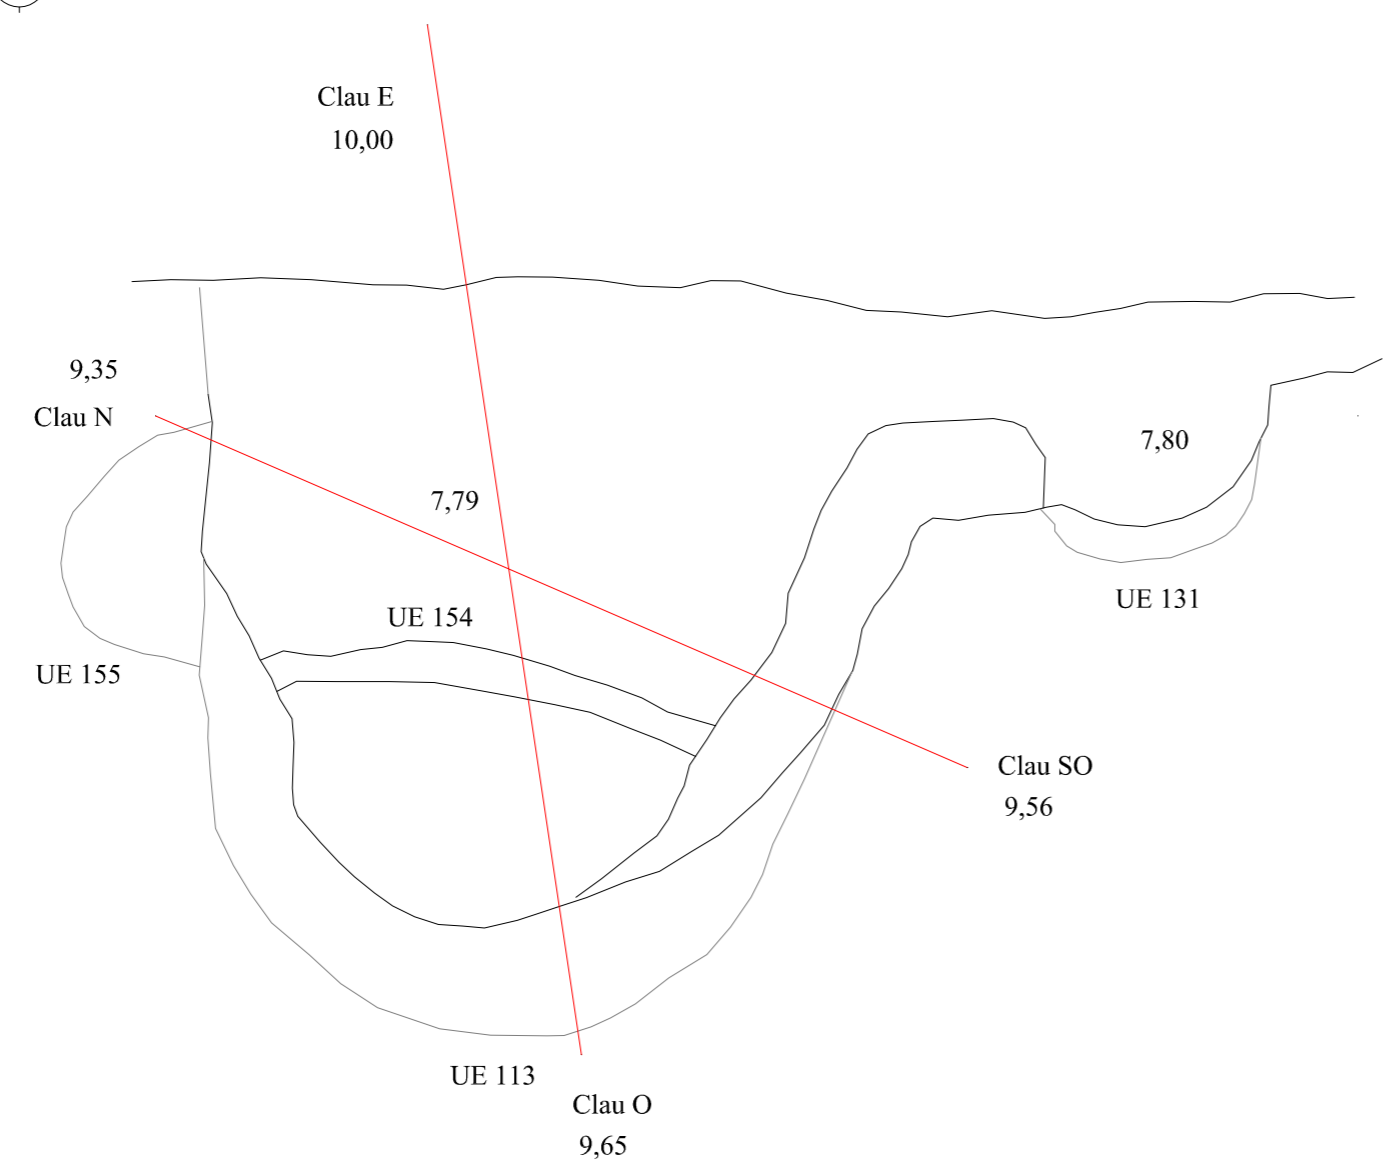 Clau E
10,00
9,35
Clau N
7,80
7,79
UE 131
UE 154
UE 155
Clau SO
9,56
UE 113
Clau O
9,65